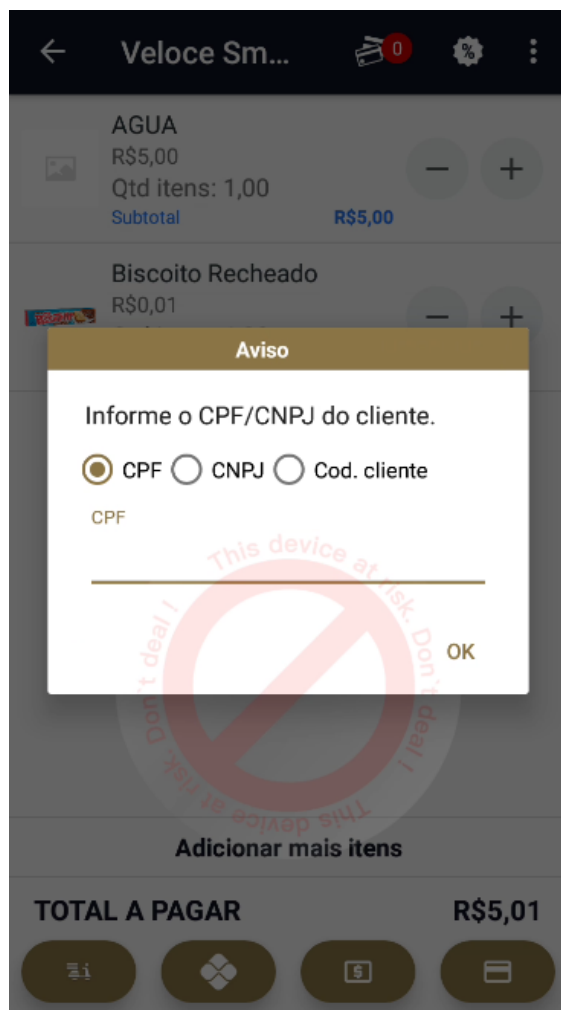 Veloce Sm...
0
%
AGUA
R$5,00
Qtd itens: 1,00
Subtotal R$5,00
Biscoito Recheado
R$0,01
Aviso
Informe o CPF/CNPJ do cliente.
CPF CNPJ Cod. cliente
CPF
This device at risk. Don't deal !
This device at risk. Don't deal !
OK
Adicionar mais itens
TOTAL A PAGAR R$5,01
$